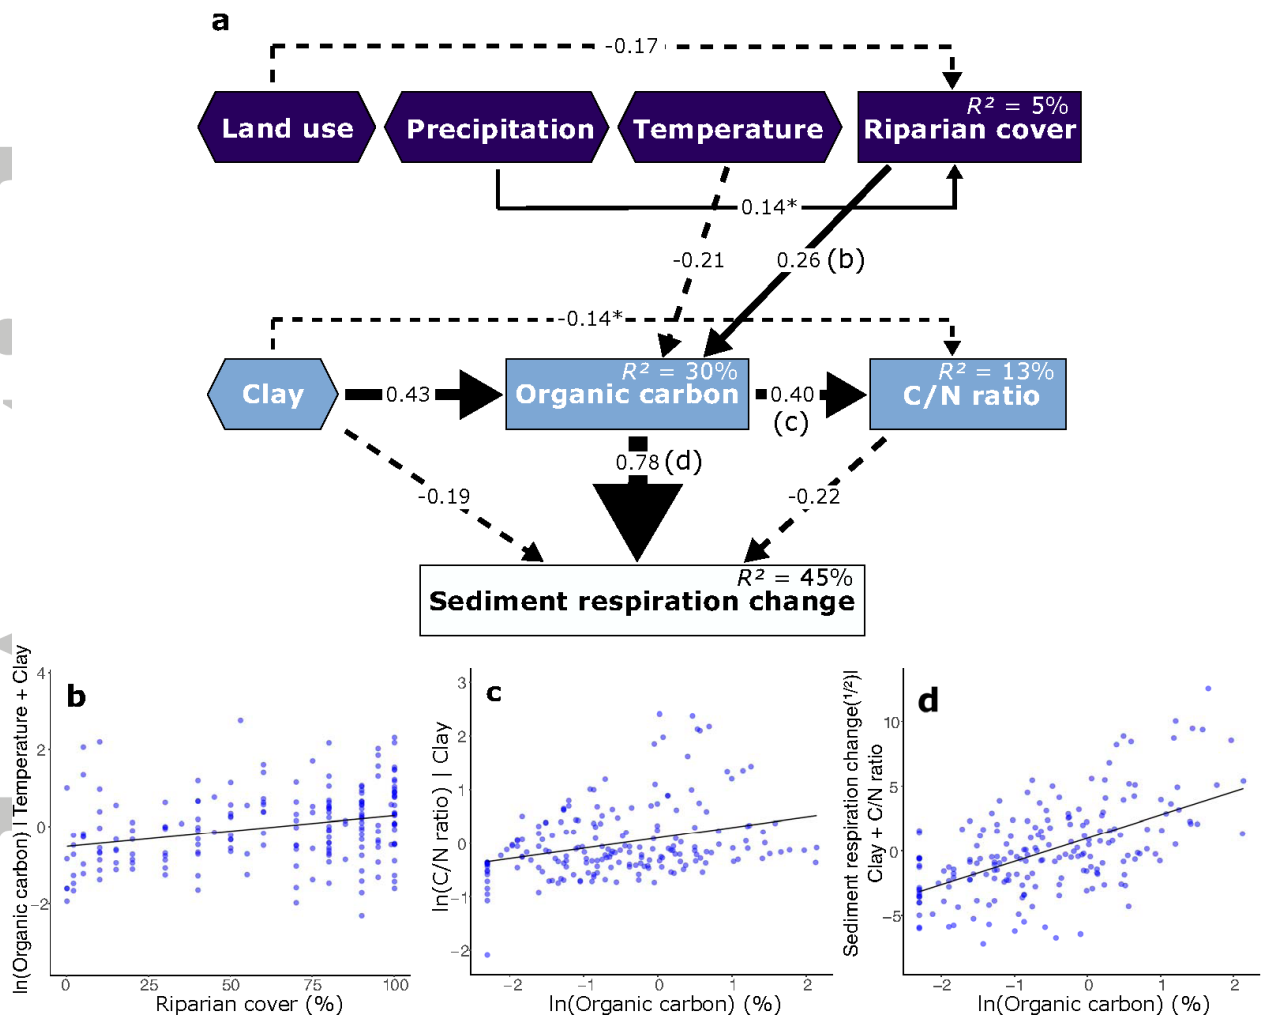 a
-0.17
Land use
Precipitation
Temperature
R² = 5%
Riparian cover
0.14*
-0.21
0.26 (b)
-0.14*
Clay
0.43
R² = 30%
Organic carbon
0.40
(c)
R² = 13%
C/N ratio
0.78 (d)
-0.19
-0.22
R² = 45%
Sediment respiration change
b
ln(Organic carbon) | Temperature + Clay
4
2
0
−2
0
25
50
75
100
Riparian cover (%)
c
ln(C/N ratio) | Clay
3
2
1
0
−1
−2
−2
−1
0
1
2
ln(Organic carbon) (%)
d
Sediment respiration change(¹/²)|
Clay + C/N ratio
10
5
0
−5
−2
−1
0
1
2
ln(Organic carbon) (%)